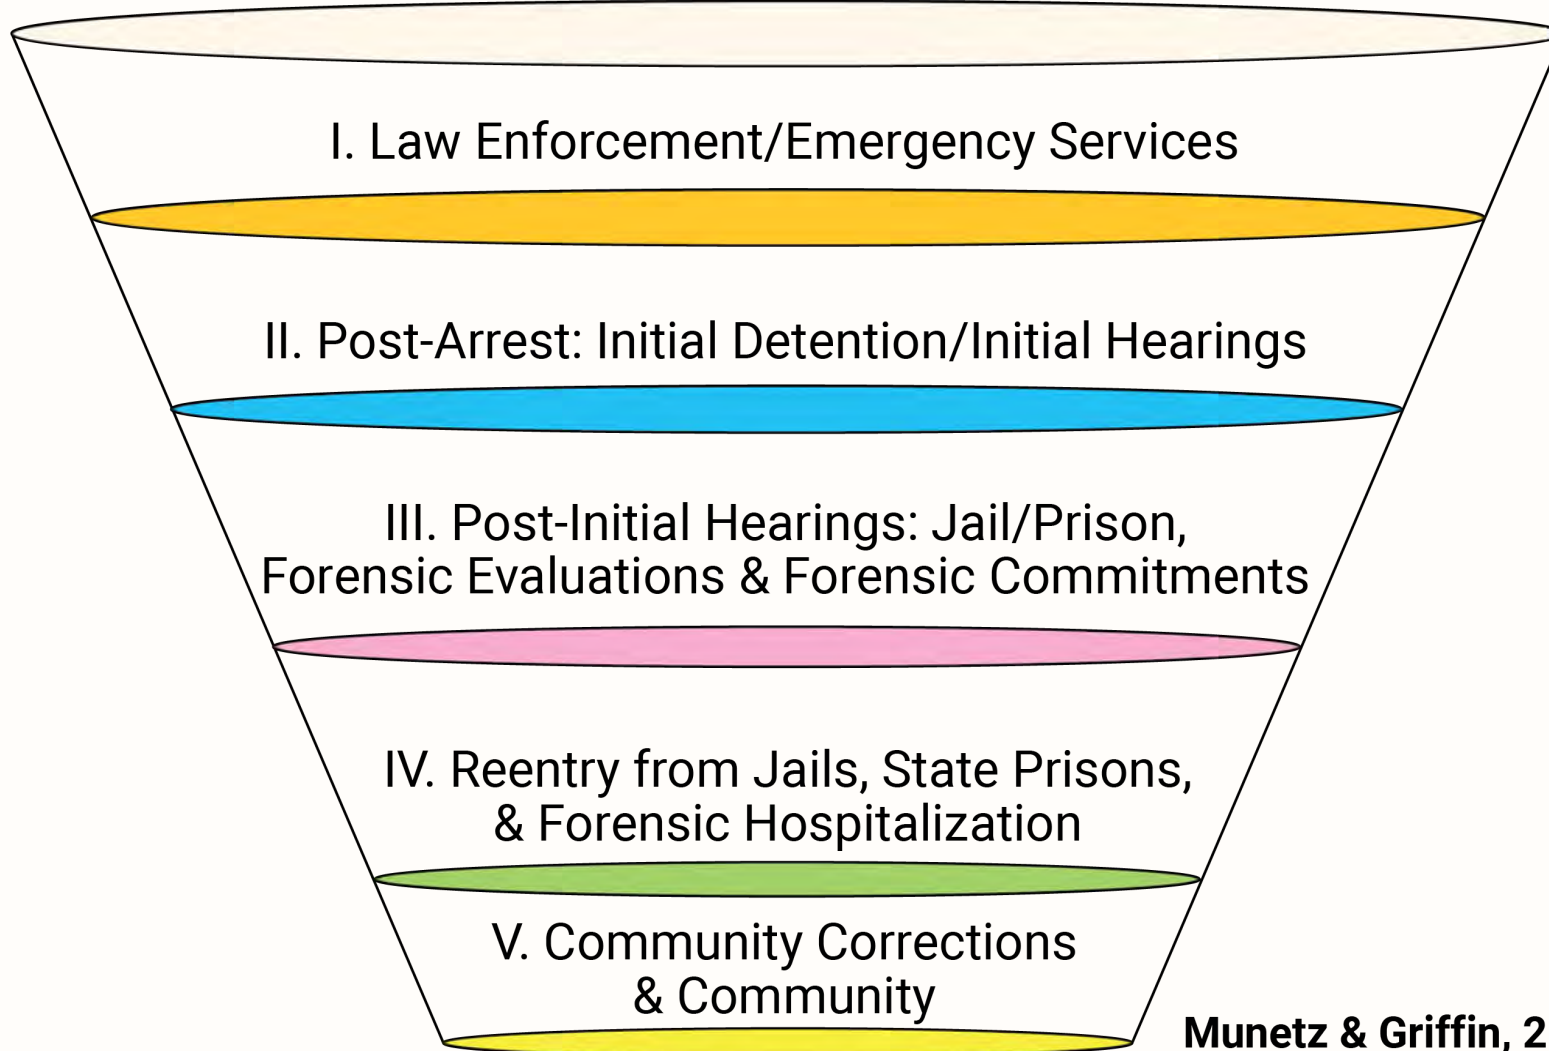 I. Law Enforcement/Emergency Services
II. Post-Arrest: Initial Detention/Initial Hearings
III. Post-Initial Hearings: Jail/Prison,
Forensic Evaluations & Forensic Commitments
IV. Reentry from Jails, State Prisons,
& Forensic Hospitalization
V. Community Corrections
& Community
Munetz & Griffin, 2